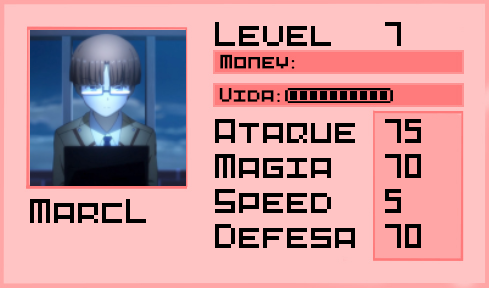 Level 7
Money:
Vida:
Ataque 75
Magia 70
Speed 5
Defesa 70
Marcl